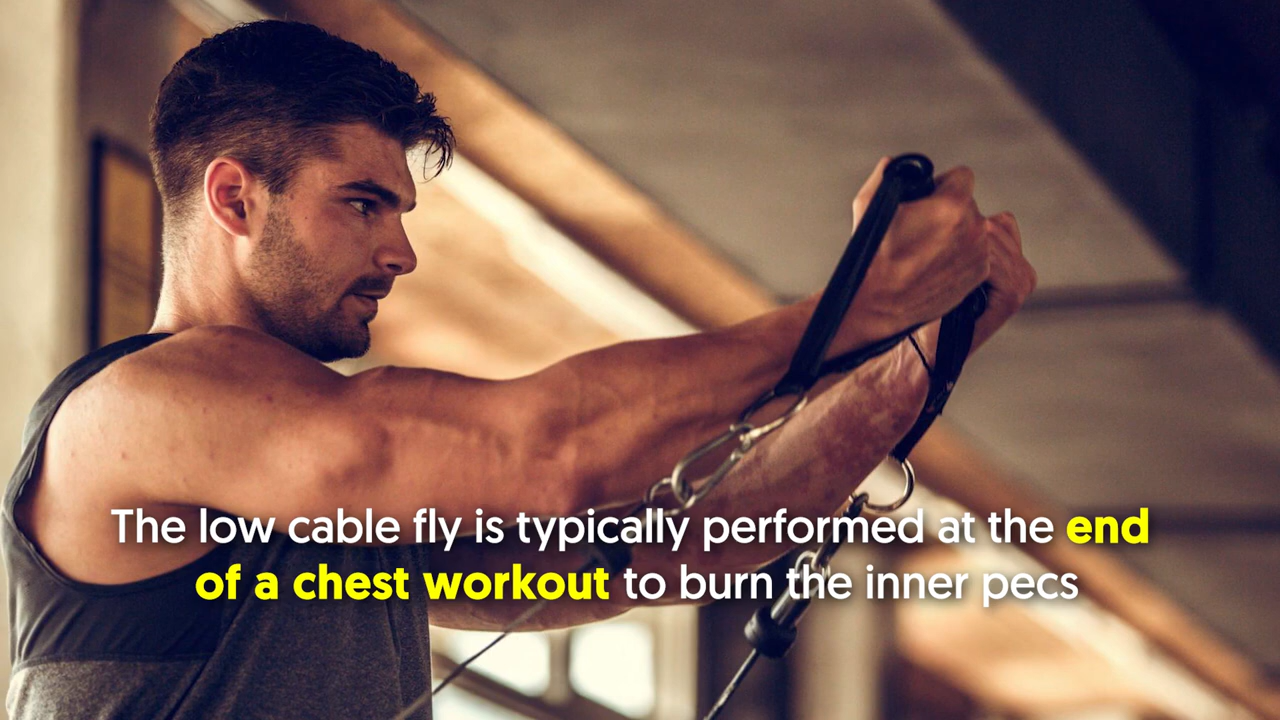 The low cable fly is typically performed at the end
of a chest workout to burn the inner pecs